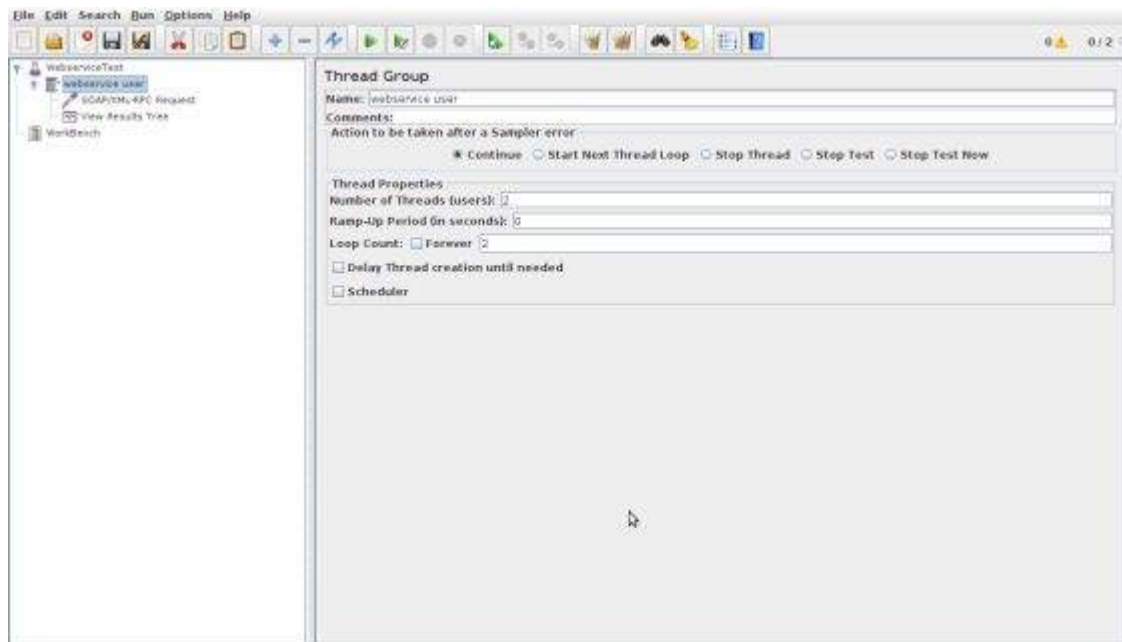 File Edit Search Run Options Help
0 0/2
WebserviceTest
webservice user
SOAP/XML-RPC Request
View Results Tree
WorkBench
Thread Group
Name: webservice user
Comments:
Action to be taken after a Sampler error
Continue Start Next Thread Loop Stop Thread Stop Test Stop Test Now
Thread Properties
Number of Threads (users): 2
Ramp-Up Period (in seconds): 0
Loop Count: Forever 2
Delay Thread creation until needed
Scheduler